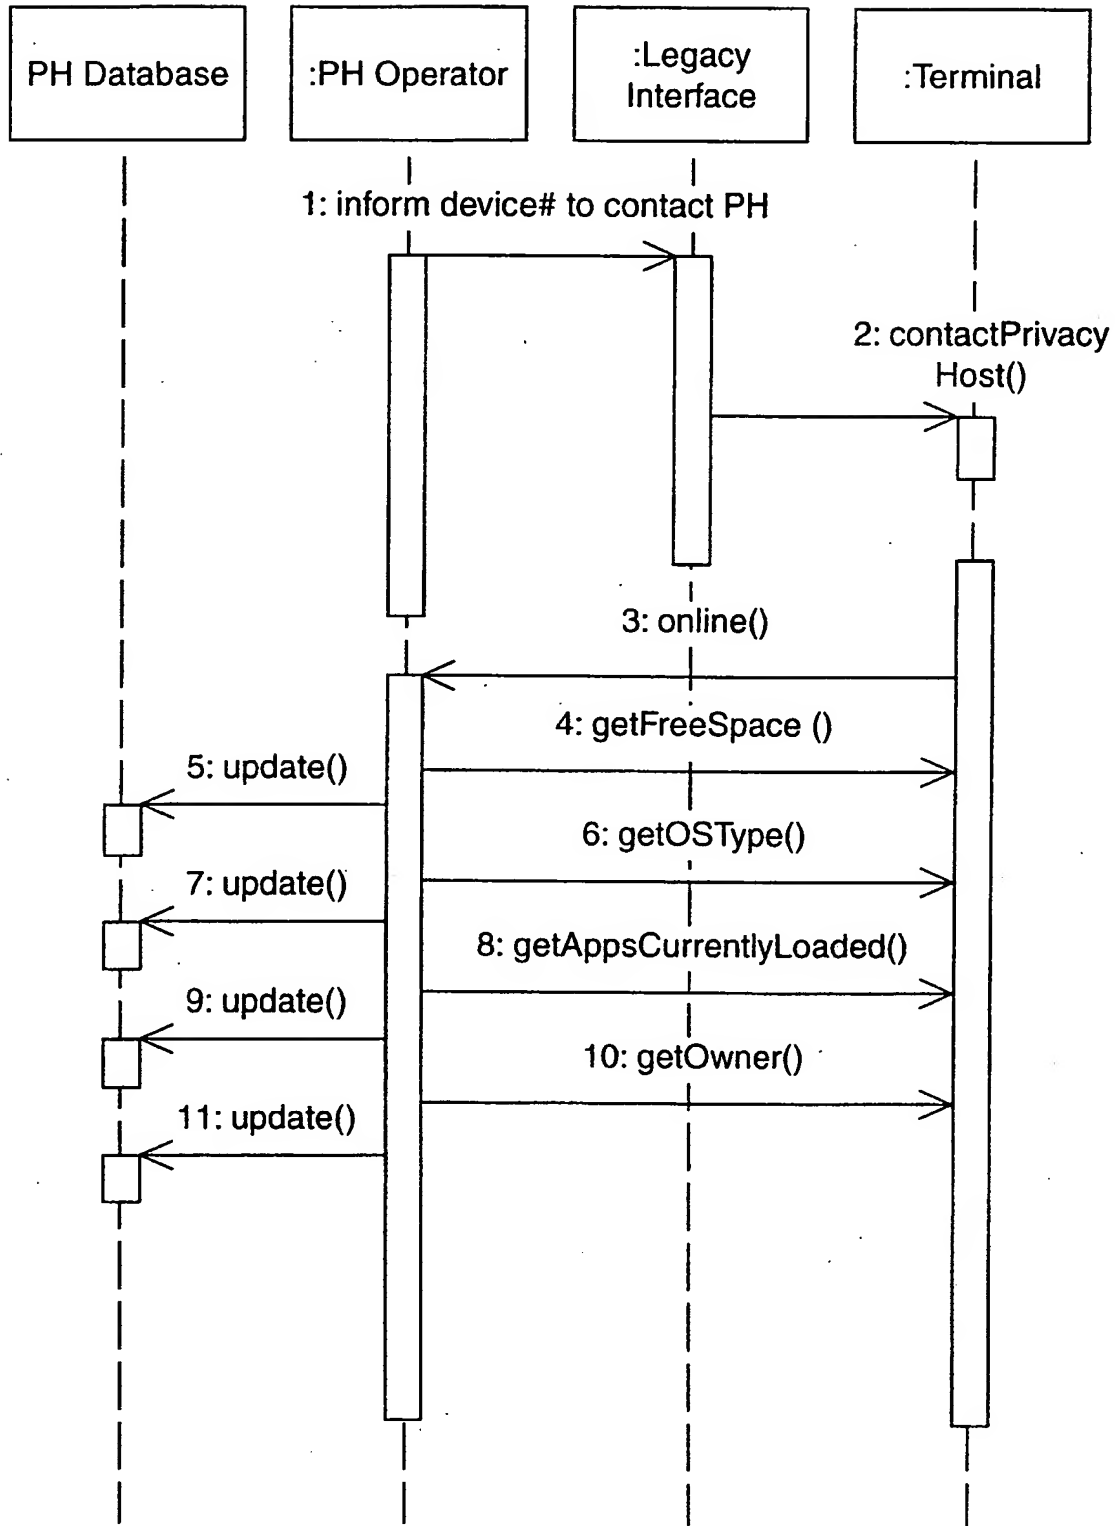 PH Database
:PH Operator
:Legacy
Interface
:Terminal
1: inform device# to contact PH
2: contactPrivacy
Host()
3: online()
4: getFreeSpace ()
5: update()
6: getOSType()
7: update()
8: getAppsCurrentlyLoaded()
9: update()
10: getOwner()
11: update()